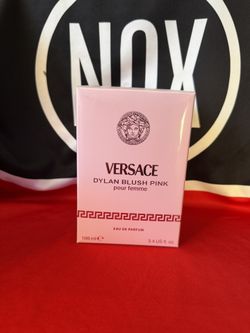 NOX
VERSACE
DYLAN BLUSH PINK
pour femme
EAU DE PARFUM
100 ml ℮ 3.4 US fl. oz